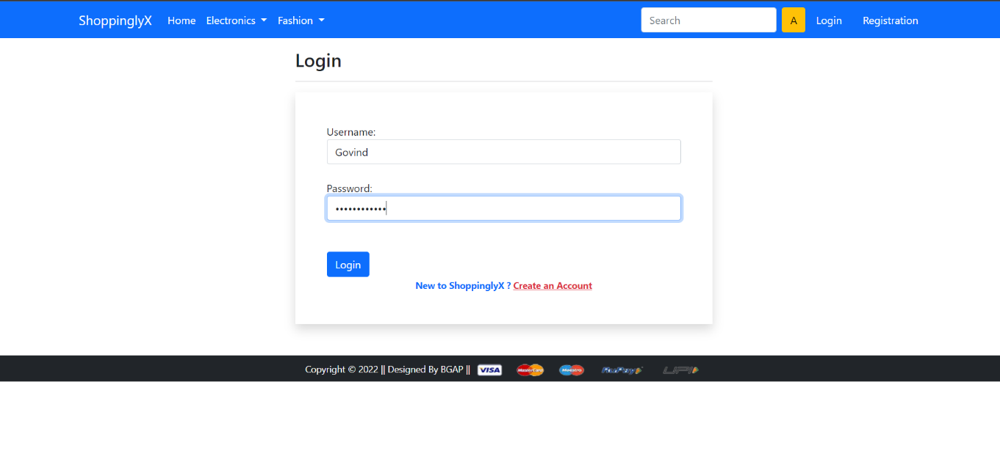 ShoppinglyX Home Electronics Fashion Search A Login Registration
Login
Username:
Govind
Password:
••••••••••••
Login
New to ShoppinglyX ? Create an Account
Copyright © 2022 || Designed By BGAP || VISA MasterCard Maestro RuPay UPI